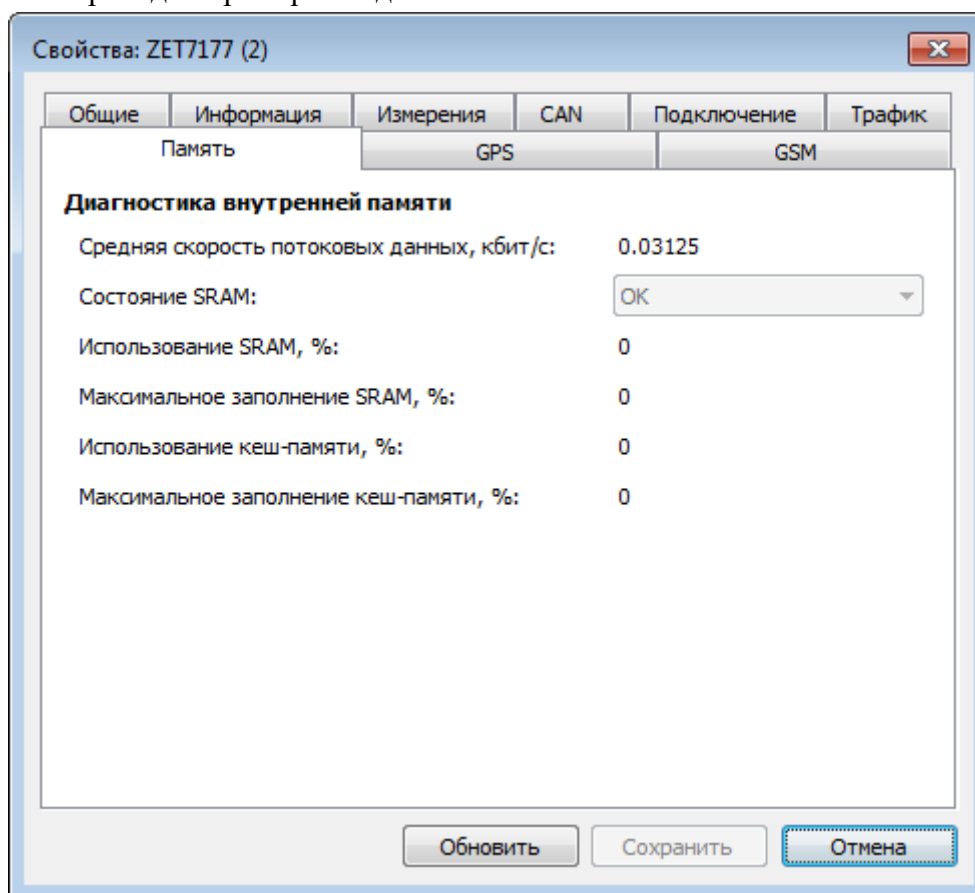 Свойства: ZET7177 (2)
Общие Информация Измерения CAN Подключение Трафик
Память GPS GSM
Диагностика внутренней памяти
Средняя скорость потоковых данных, кбит/с: 0.03125
Состояние SRAM: OK
Использование SRAM, %: 0
Максимальное заполнение SRAM, %: 0
Использование кеш-памяти, %: 0
Максимальное заполнение кеш-памяти, %: 0
Обновить Сохранить Отмена